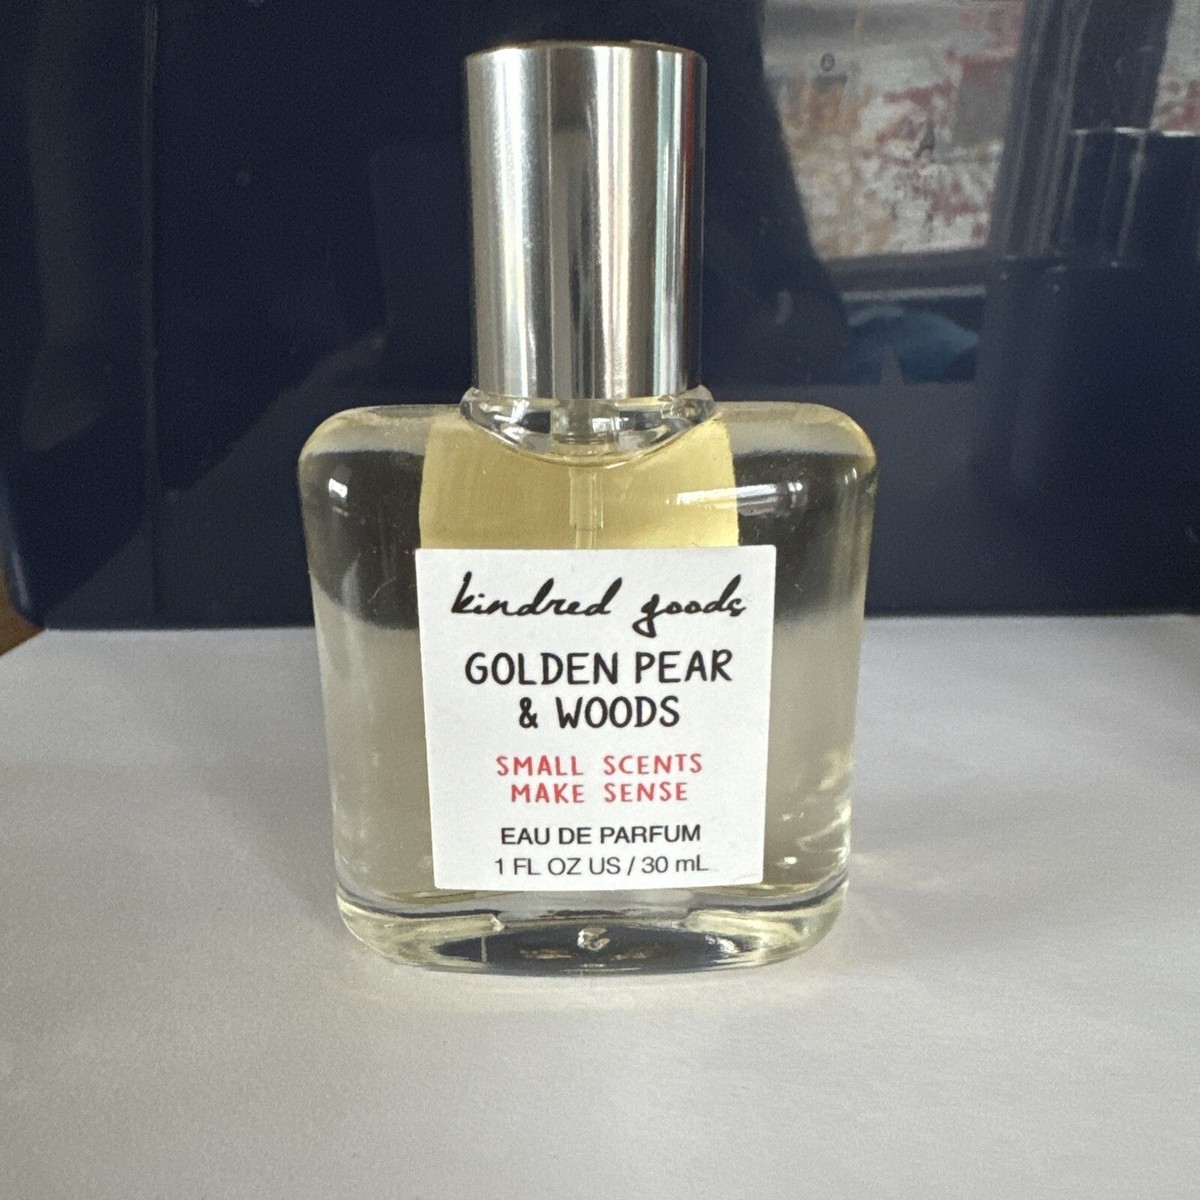 kindred goods
GOLDEN PEAR
& WOODS
SMALL SCENTS
MAKE SENSE
EAU DE PARFUM
1 FL OZ US / 30 mL